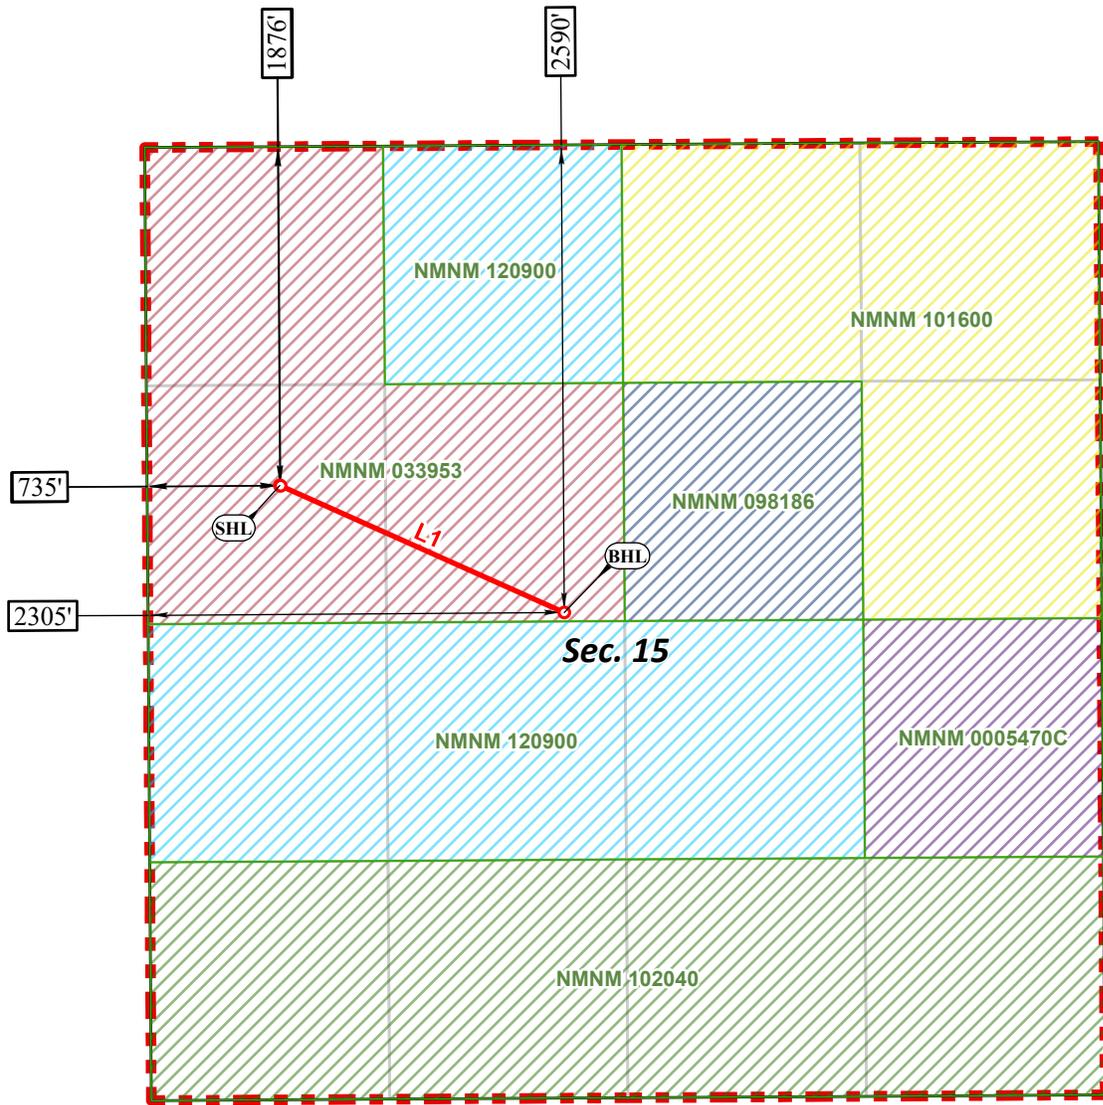 1876'
2590'
NMNM 120900
NMNM 101600
NMNM 033953
735'
NMNM 098186
SHL
L1
BHL
2305'
Sec. 15
NMNM 120900
NMNM 0005470C
NMNM 102040